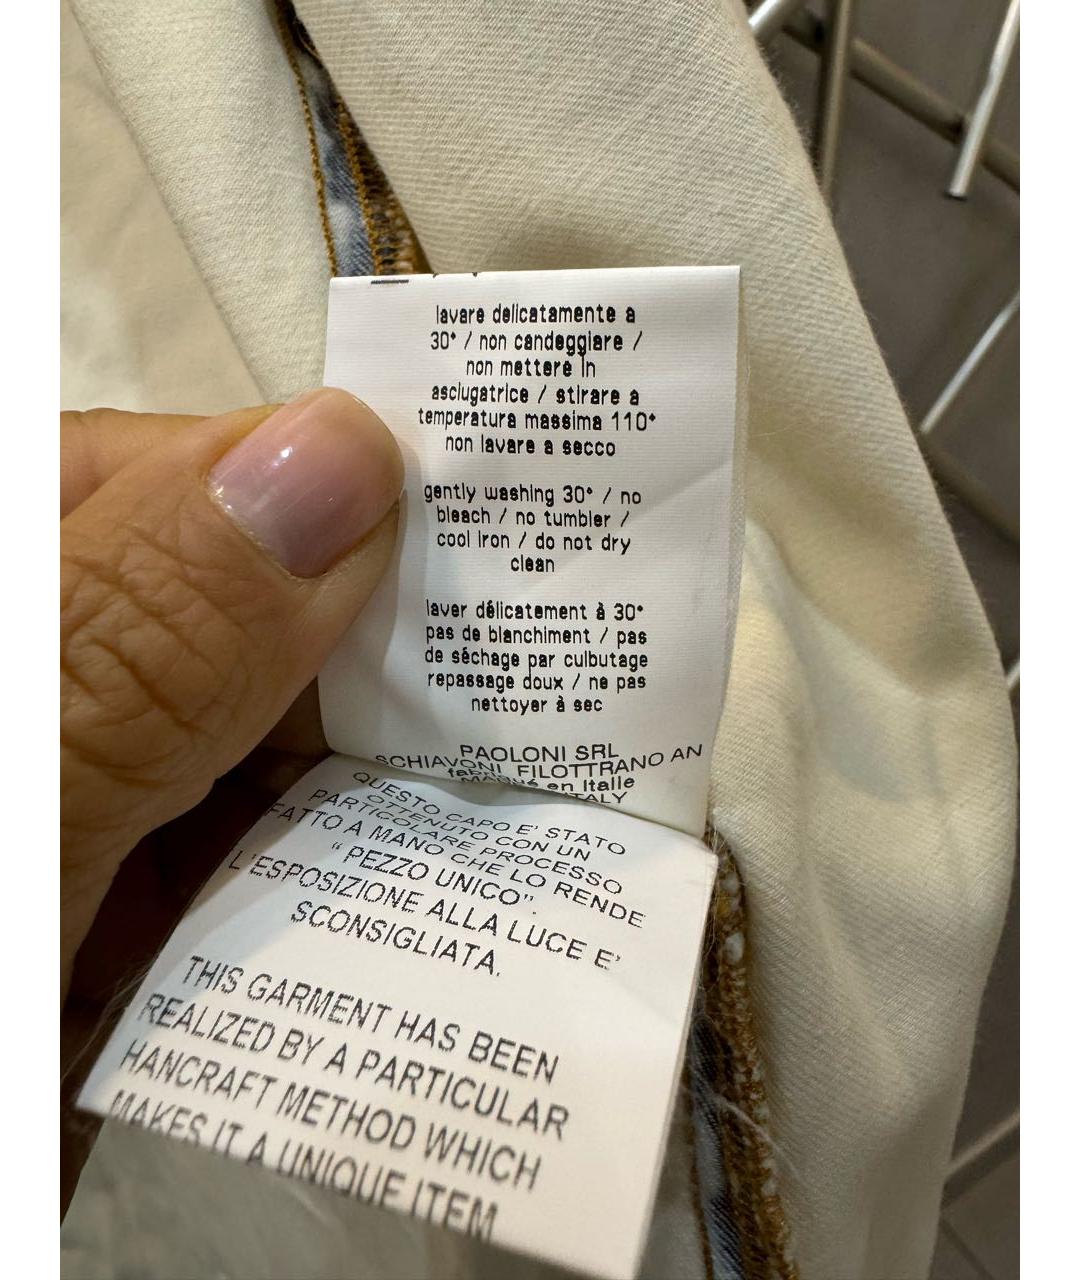 lavare delicatamente a
30° / non candeggiare /
non mettere in
asciugatrice / stirare a
temperatura massima 110°
non lavare a secco
gently washing 30° / no
bleach / no tumbler /
cool iron / do not dry
clean
laver délicatement à 30°
pas de blanchiment / pas
de séchage par culbutage
repassage doux / ne pas
nettoyer à sec
PAOLONI SRL
SCHIAVONI FILOTTRANO AN
en Italie
ITALY
QUESTO CAPO E' STATO
OTTENUTO CON UN
PARTICOLARE PROCESSO
FATTO A MANO CHE LO RENDE
“ PEZZO UNICO”.
L'ESPOSIZIONE ALLA LUCE E'
SCONSIGLIATA.
THIS GARMENT HAS BEEN
REALIZED BY A PARTICULAR
HANCRAFT METHOD WHICH
MAKES IT A UNIQUE ITEM